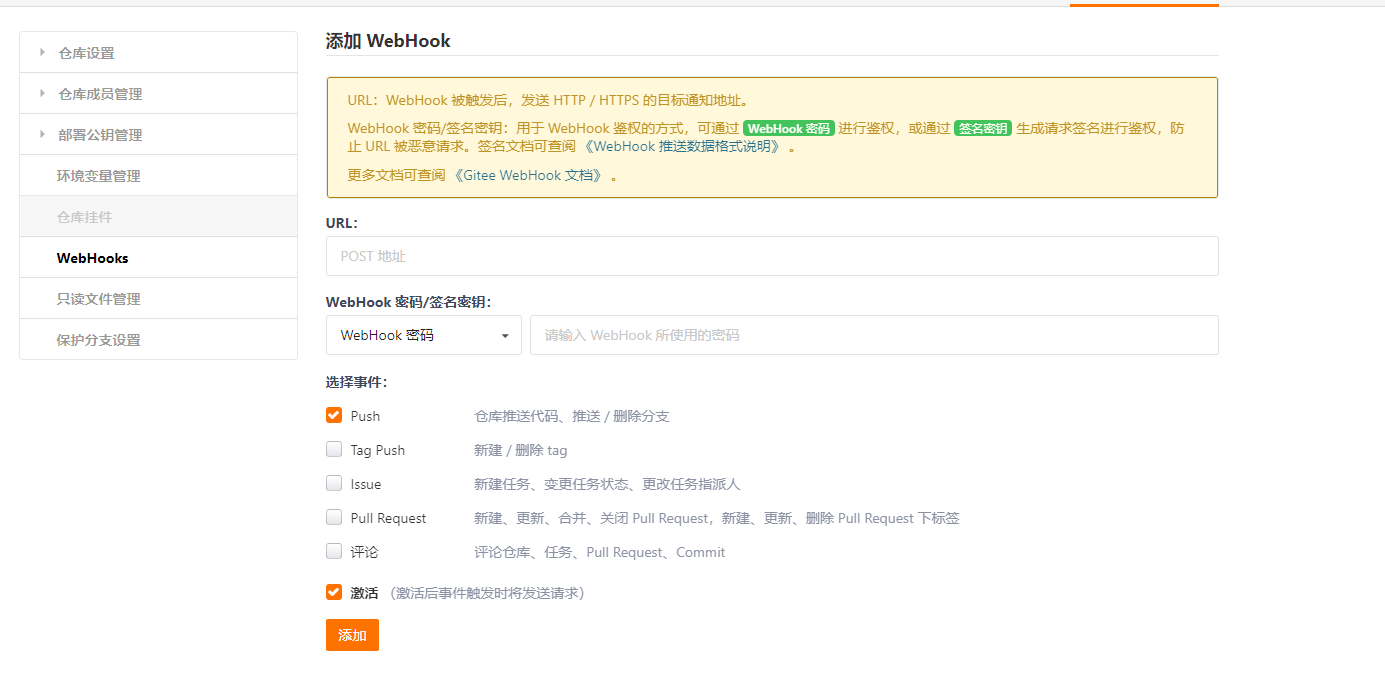 仓库设置
仓库成员管理
部署公钥管理
环境变量管理
仓库挂件
WebHooks
只读文件管理
保护分支设置
添加 WebHook
URL：WebHook 被触发后，发送 HTTP / HTTPS 的目标通知地址。
WebHook 密码/签名密钥：用于 WebHook 鉴权的方式，可通过 WebHook 密码 进行鉴权，或通过 签名密钥 生成请求签名进行鉴权，防
止 URL 被恶意请求。签名文档可查阅 《WebHook 推送数据格式说明》 。
更多文档可查阅 《Gitee WebHook 文档》 。
URL：
POST 地址
WebHook 密码/签名密钥：
WebHook 密码 请输入 WebHook 所使用的密码
选择事件：
Push 仓库推送代码、推送 / 删除分支
Tag Push 新建 / 删除 tag
Issue 新建任务、变更任务状态、更改任务指派人
Pull Request 新建、更新、合并、关闭 Pull Request，新建、更新、删除 Pull Request 下标签
评论 评论仓库、任务、Pull Request、Commit
激活 （激活后事件触发时将发送请求）
添加